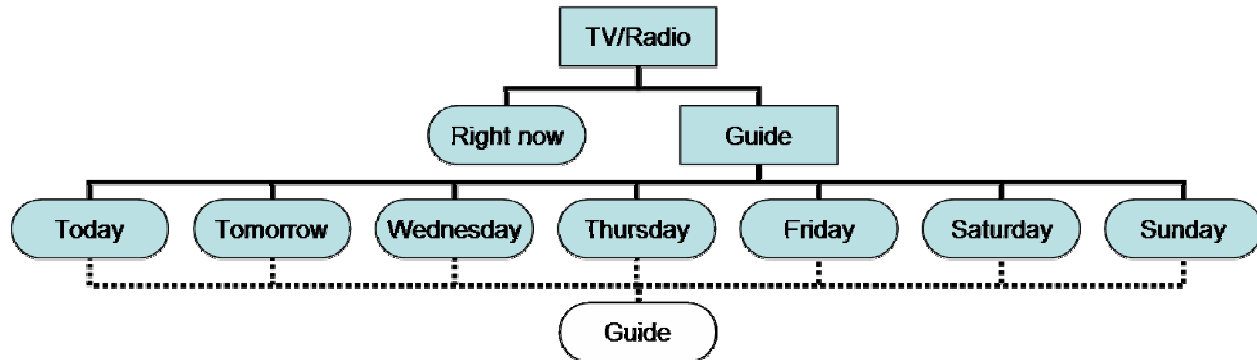 TV/Radio
Right now
Guide
Today
Tomorrow
Wednesday
Thursday
Friday
Saturday
Sunday
Guide